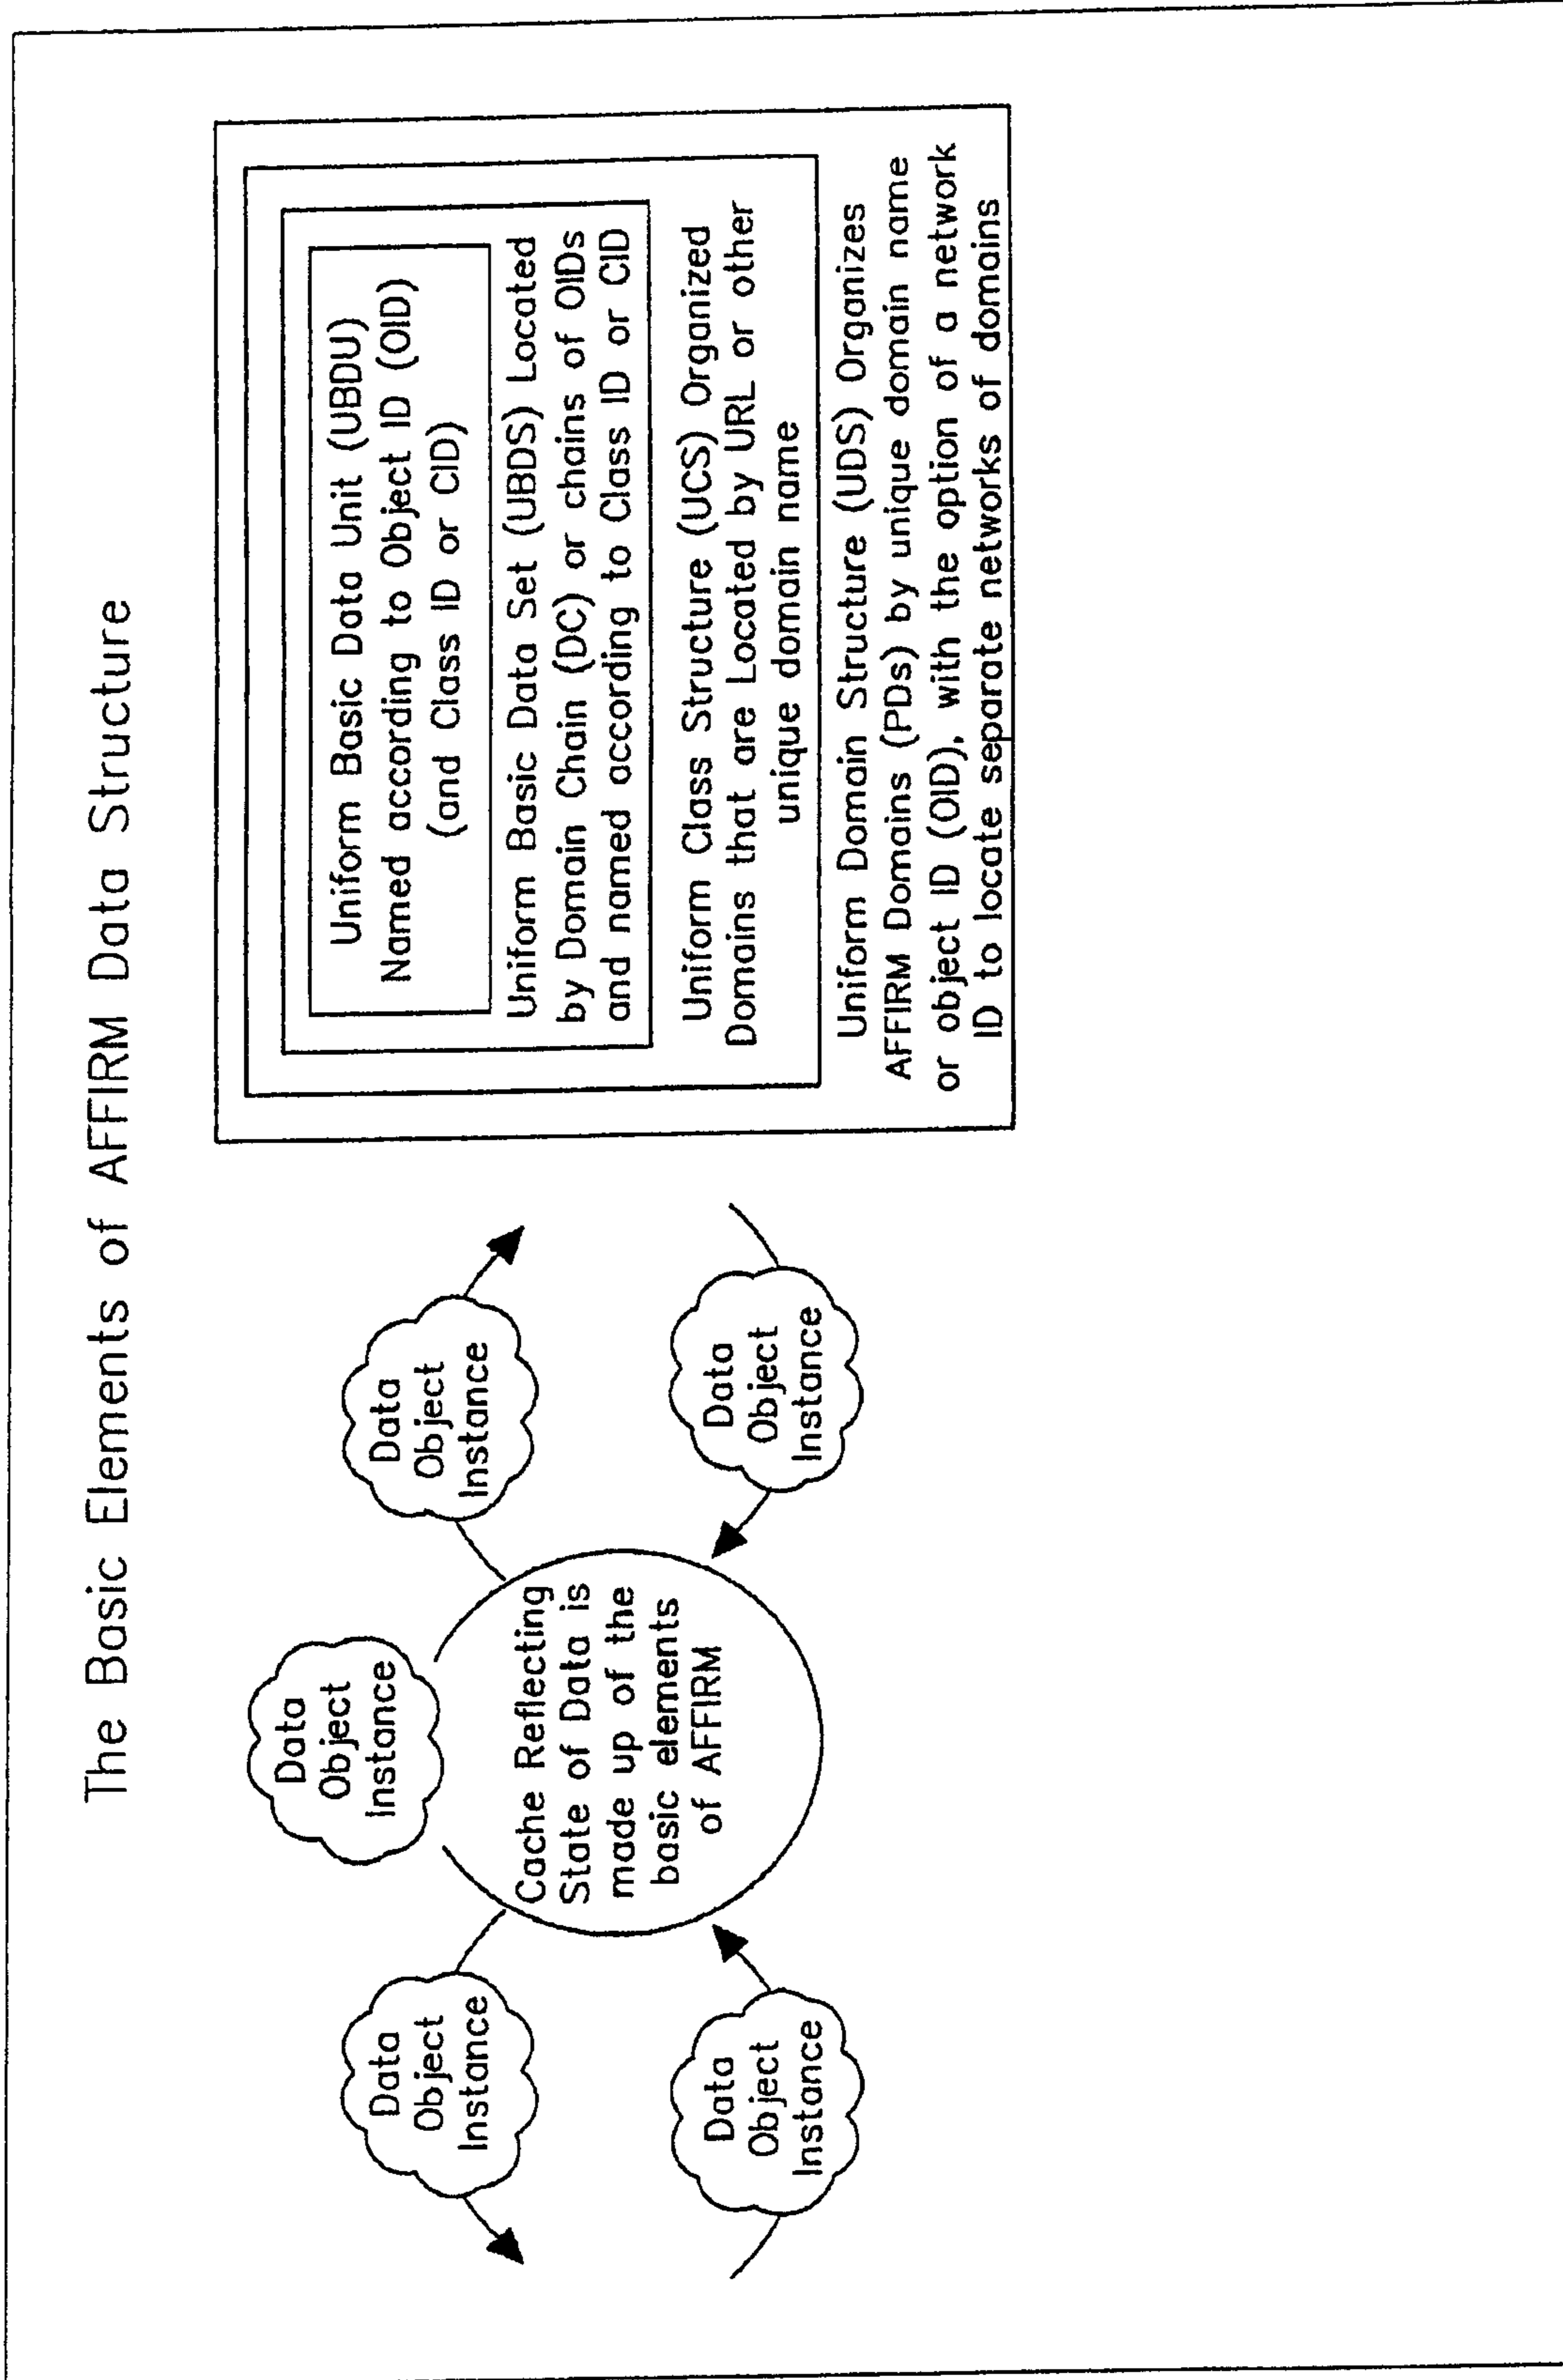 The Basic Elements of AFFIRM Data Structure
Data
Object
Instance
Data
Object
Instance
Data
Object
Instance
Data
Object
Instance
Data
Object
Instance
Cache Reflecting
State of Data is
made up of the
basic elements
of AFFIRM
Uniform Basic Data Unit (UBDU)
Named according to Object ID (OID)
(and Class ID or CID)
Uniform Basic Data Set (UBDS) Located
by Domain Chain (DC) or chains of OIDs
and named according to Class ID or CID
Uniform Class Structure (UCS) Organized
Domains that are Located by URL or other
unique domain name
Uniform Domain Structure (UDS) Organizes
AFFIRM Domains (PDs) by unique domain name
or object ID (OID), with the option of a network
ID to locate separate networks of domains